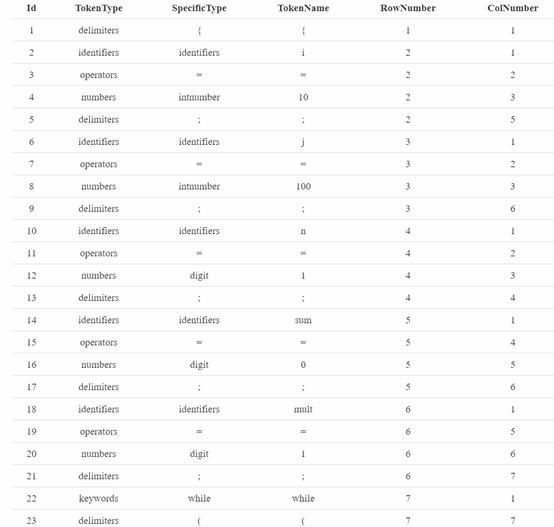 Id TokenType SpecificType TokenName RowNumber ColNumber
1 delimiters { { 1 1
2 identifiers identifiers i 2 1
3 operators = = 2 2
4 numbers intnumber 10 2 3
5 delimiters ; ; 2 5
6 identifiers identifiers j 3 1
7 operators = = 3 2
8 numbers intnumber 100 3 3
9 delimiters ; ; 3 6
10 identifiers identifiers n 4 1
11 operators = = 4 2
12 numbers digit 1 4 3
13 delimiters ; ; 4 4
14 identifiers identifiers sum 5 1
15 operators = = 5 4
16 numbers digit 0 5 5
17 delimiters ; ; 5 6
18 identifiers identifiers mult 6 1
19 operators = = 6 5
20 numbers digit 1 6 6
21 delimiters ; ; 6 7
22 keywords while while 7 1
23 delimiters ( ( 7 7